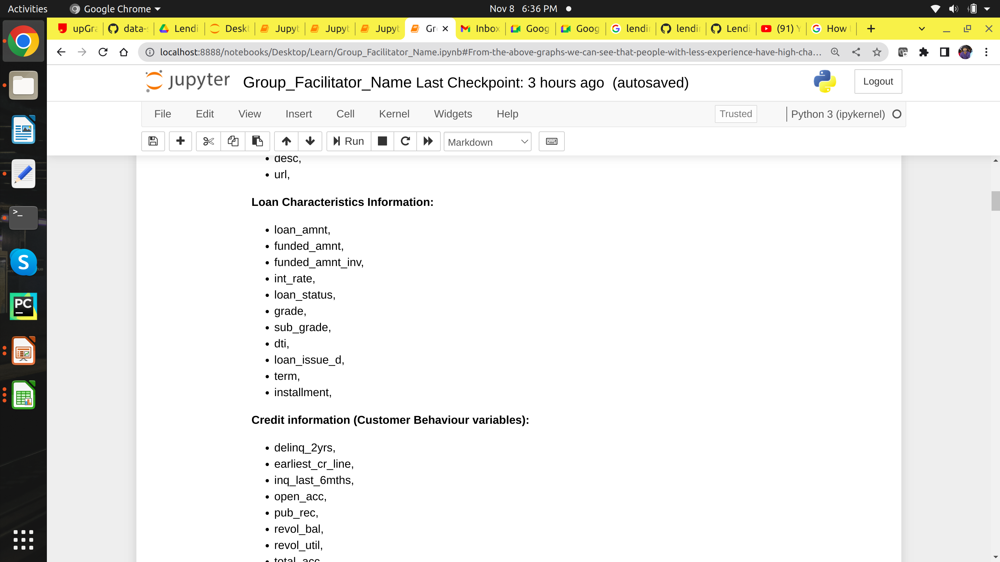 Activities Google Chrome Nov 8 6:36 PM
upGra data-s Lendi Deskt Jupyt Jupyt Jupyt Gr Inbox Goog Goog lendin lendin Lendi (91) Y How
localhost:8888/notebooks/Desktop/Learn/Group_Facilitator_Name.ipynb#From-the-above-graphs-we-can-see-that-people-with-less-experience-have-high-cha...
jupyter Group_Facilitator_Name Last Checkpoint: 3 hours ago (autosaved) Logout
File Edit View Insert Cell Kernel Widgets Help Trusted Python 3 (ipykernel)
Run Markdown
desc,
url,
Loan Characteristics Information:
loan_amnt,
funded_amnt,
funded_amnt_inv,
int_rate,
loan_status,
grade,
sub_grade,
dti,
loan_issue_d,
term,
installment,
Credit information (Customer Behaviour variables):
delinq_2yrs,
earliest_cr_line,
inq_last_6mths,
open_acc,
pub_rec,
revol_bal,
revol_util,
total_acc
>_
S
PC